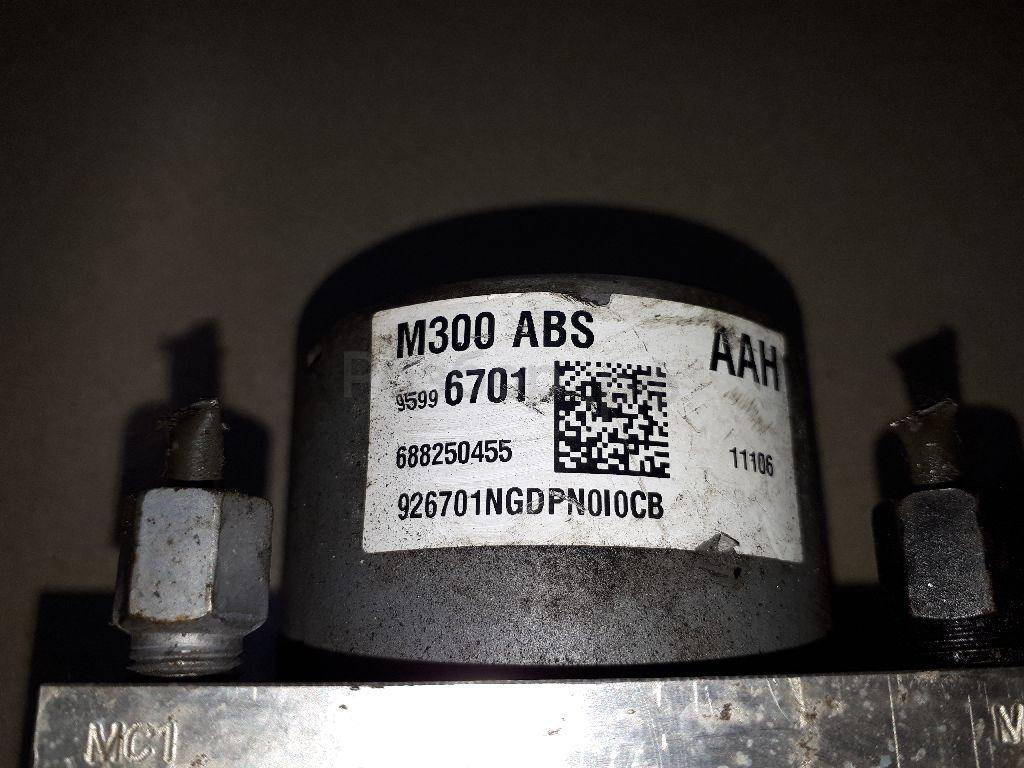 M300 ABS
AAH
9599 6701
688250455
11106
926701NGDPN0I0CB
MC1
M